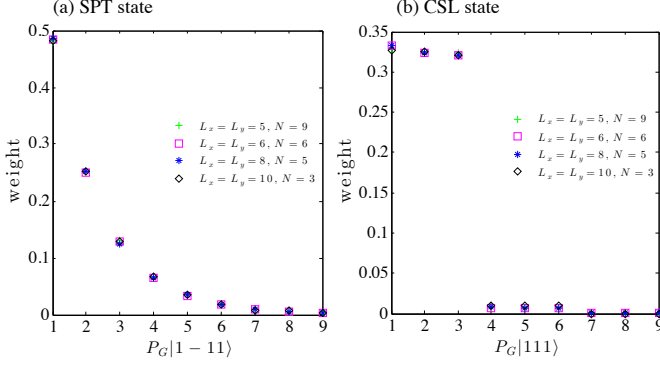 (a) SPT state
0.5
0.4
0.3
0.2
0.1
0
weight
L_x = L_y = 5, N = 9
L_x = L_y = 6, N = 6
L_x = L_y = 8, N = 5
L_x = L_y = 10, N = 3
1 2 3 4 5 6 7 8 9
P_G|1 − 11⟩
(b) CSL state
0.35
0.3
0.25
0.2
0.15
0.1
0.05
0
weight
L_x = L_y = 5, N = 9
L_x = L_y = 6, N = 6
L_x = L_y = 8, N = 5
L_x = L_y = 10, N = 3
1 2 3 4 5 6 7 8 9
P_G|111⟩